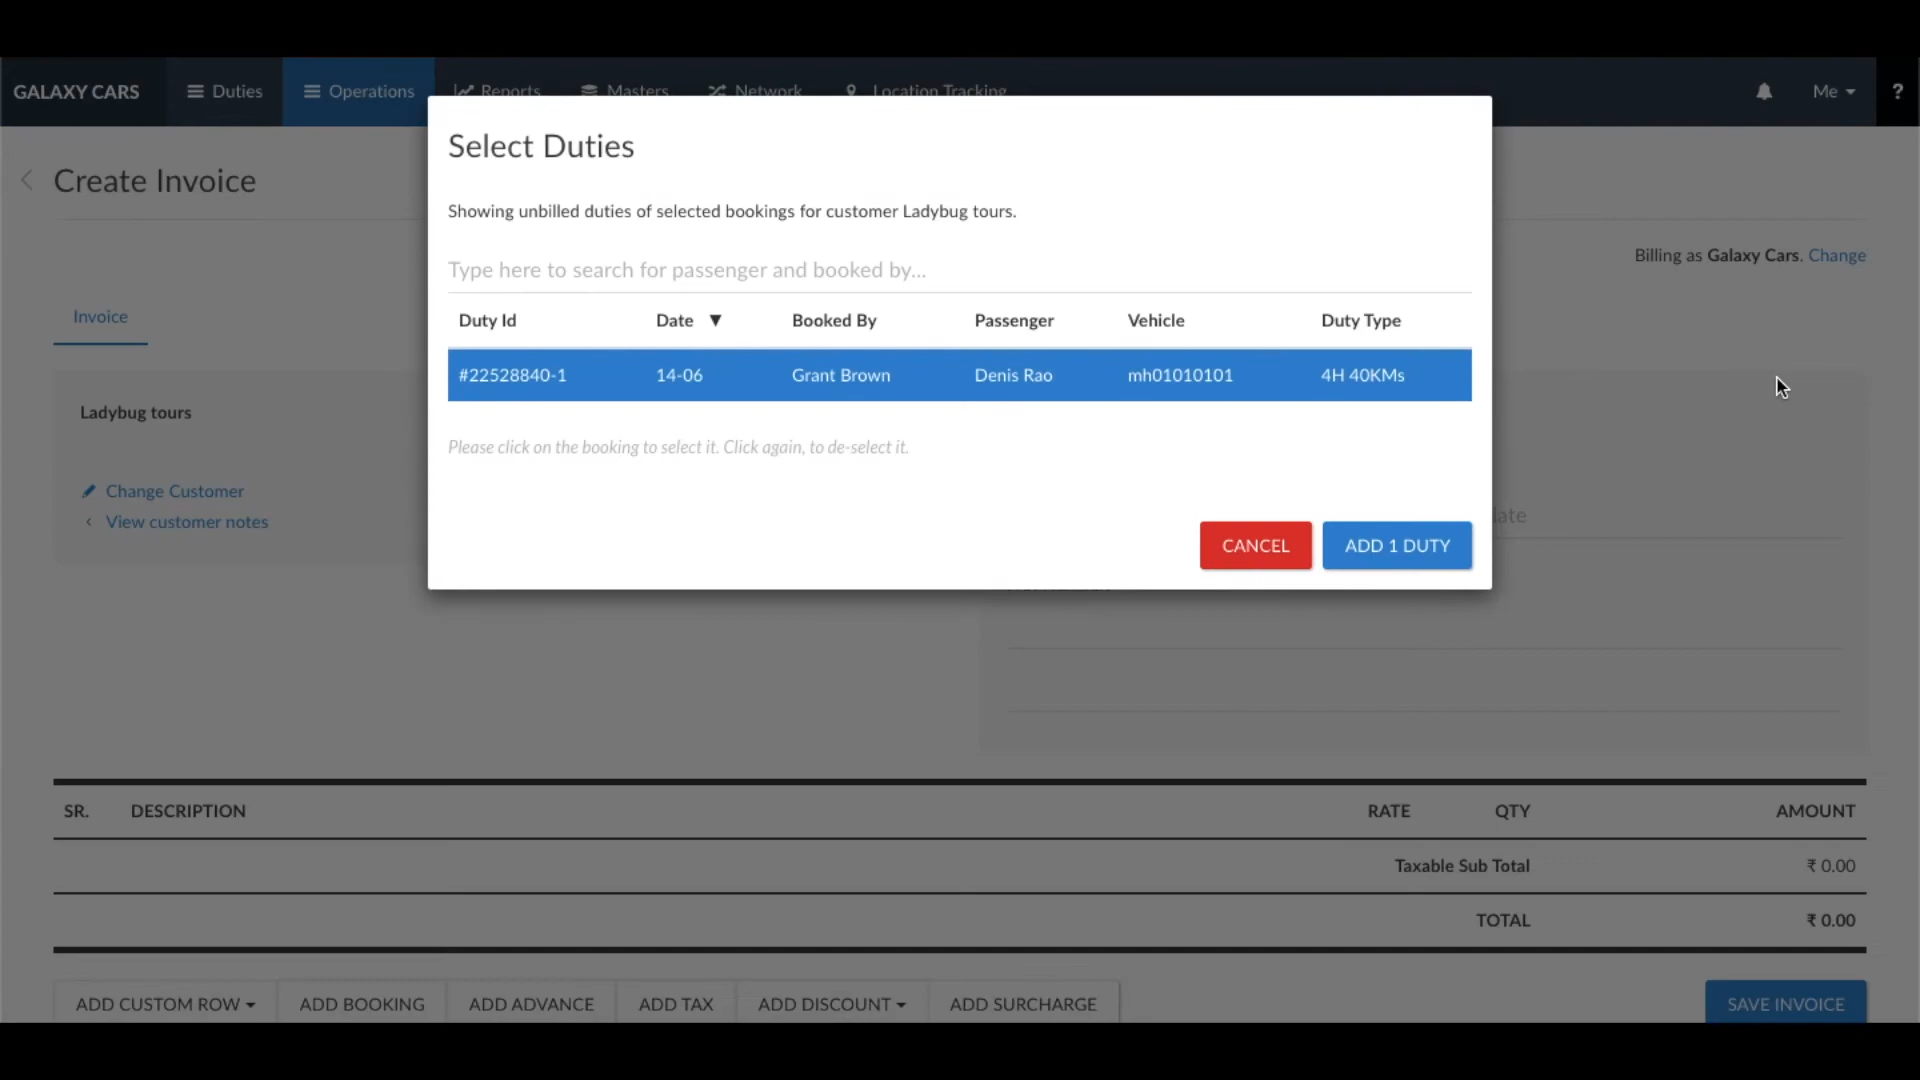 GALAXY CARS Duties Operations Reports Masters Network Location Tracking Me ?
Select Duties
Create Invoice
Showing unbilled duties of selected bookings for customer Ladybug tours.
Billing as Galaxy Cars. Change
Type here to search for passenger and booked by...
Invoice
Duty Id Date ▼ Booked By Passenger Vehicle Duty Type
#22528840-1 14-06 Grant Brown Denis Rao mh01010101 4H 40KMs
Ladybug tours
Please click on the booking to select it. Click again, to de-select it.
Change Customer
View customer notes
CANCEL ADD 1 DUTY
SR. DESCRIPTION RATE QTY AMOUNT
Taxable Sub Total ₹ 0.00
TOTAL ₹ 0.00
ADD CUSTOM ROW ADD BOOKING ADD ADVANCE ADD TAX ADD DISCOUNT ADD SURCHARGE SAVE INVOICE